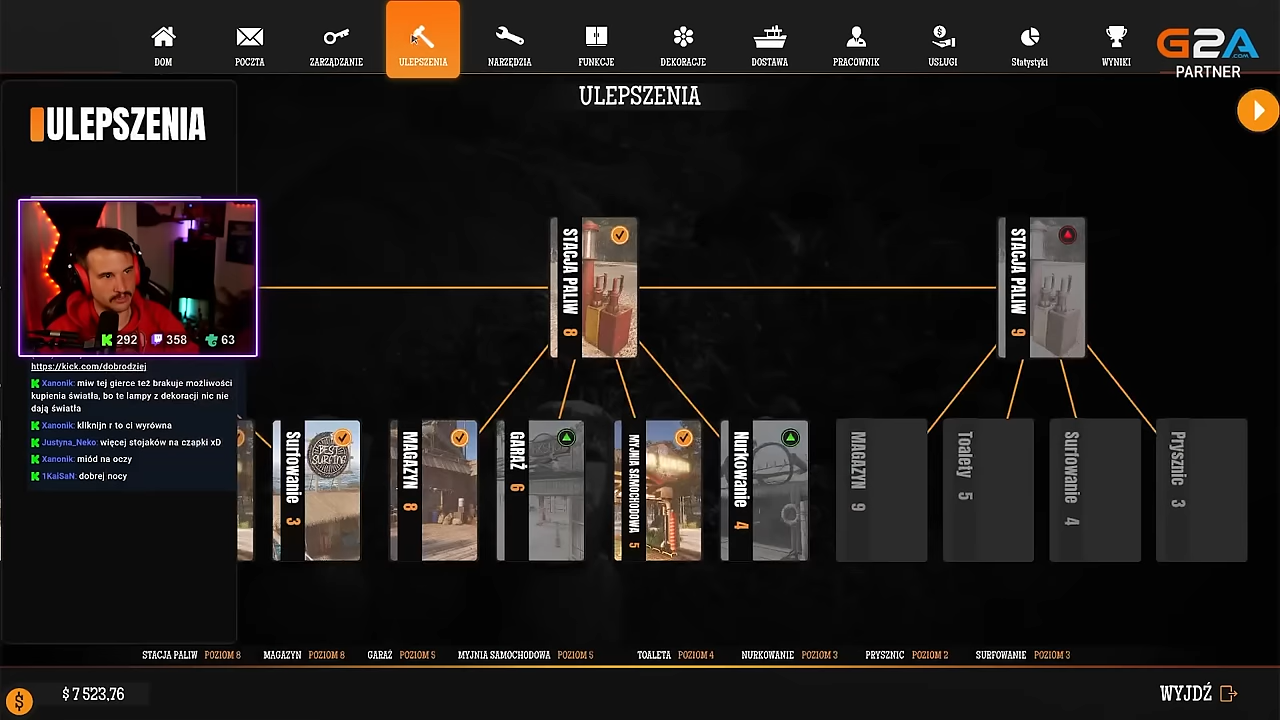 DOM
POCZTA
ZARZĄDZANIE
ULEPSZENIA
NARZĘDZIA
FUNKCJE
DEKORACJE
DOSTAWA
PRACOWNIK
USŁUGI
Statystyki
WYNIKI
G2A.COM
PARTNER
ULEPSZENIA
ULEPSZENIA
STACJA PALIW 8
STACJA PALIW 9
292
358
63
https://kick.com/dobrodziej
Xanonik: miw tej gierce też brakuje możliwości
kupienia światła, bo te lampy z dekoracji nic nie
dają światła
Xanonik: kliknijn r to ci wyrówna
Justyna_Neko: więcej stojaków na czapki xD
Xanonik: miód na oczy
1KaiSaN: dobrej nocy
Surfowanie 3
MAGAZYN 8
GARAŻ 6
MYJNIA SAMOCHODOWA 5
Nurkowanie 4
MAGAZYN 9
Toalety 5
Surfowanie 4
Prysznic 3
STACJA PALIW POZIOM 8 MAGAZYN POZIOM 8 GARAŻ POZIOM 5 MYJNIA SAMOCHODOWA POZIOM 5 TOALETA POZIOM 4 NURKOWANIE POZIOM 3 PRYSZNIC POZIOM 2 SURFOWANIE POZIOM 3
$ $ 7 523,76
WYJDŹ